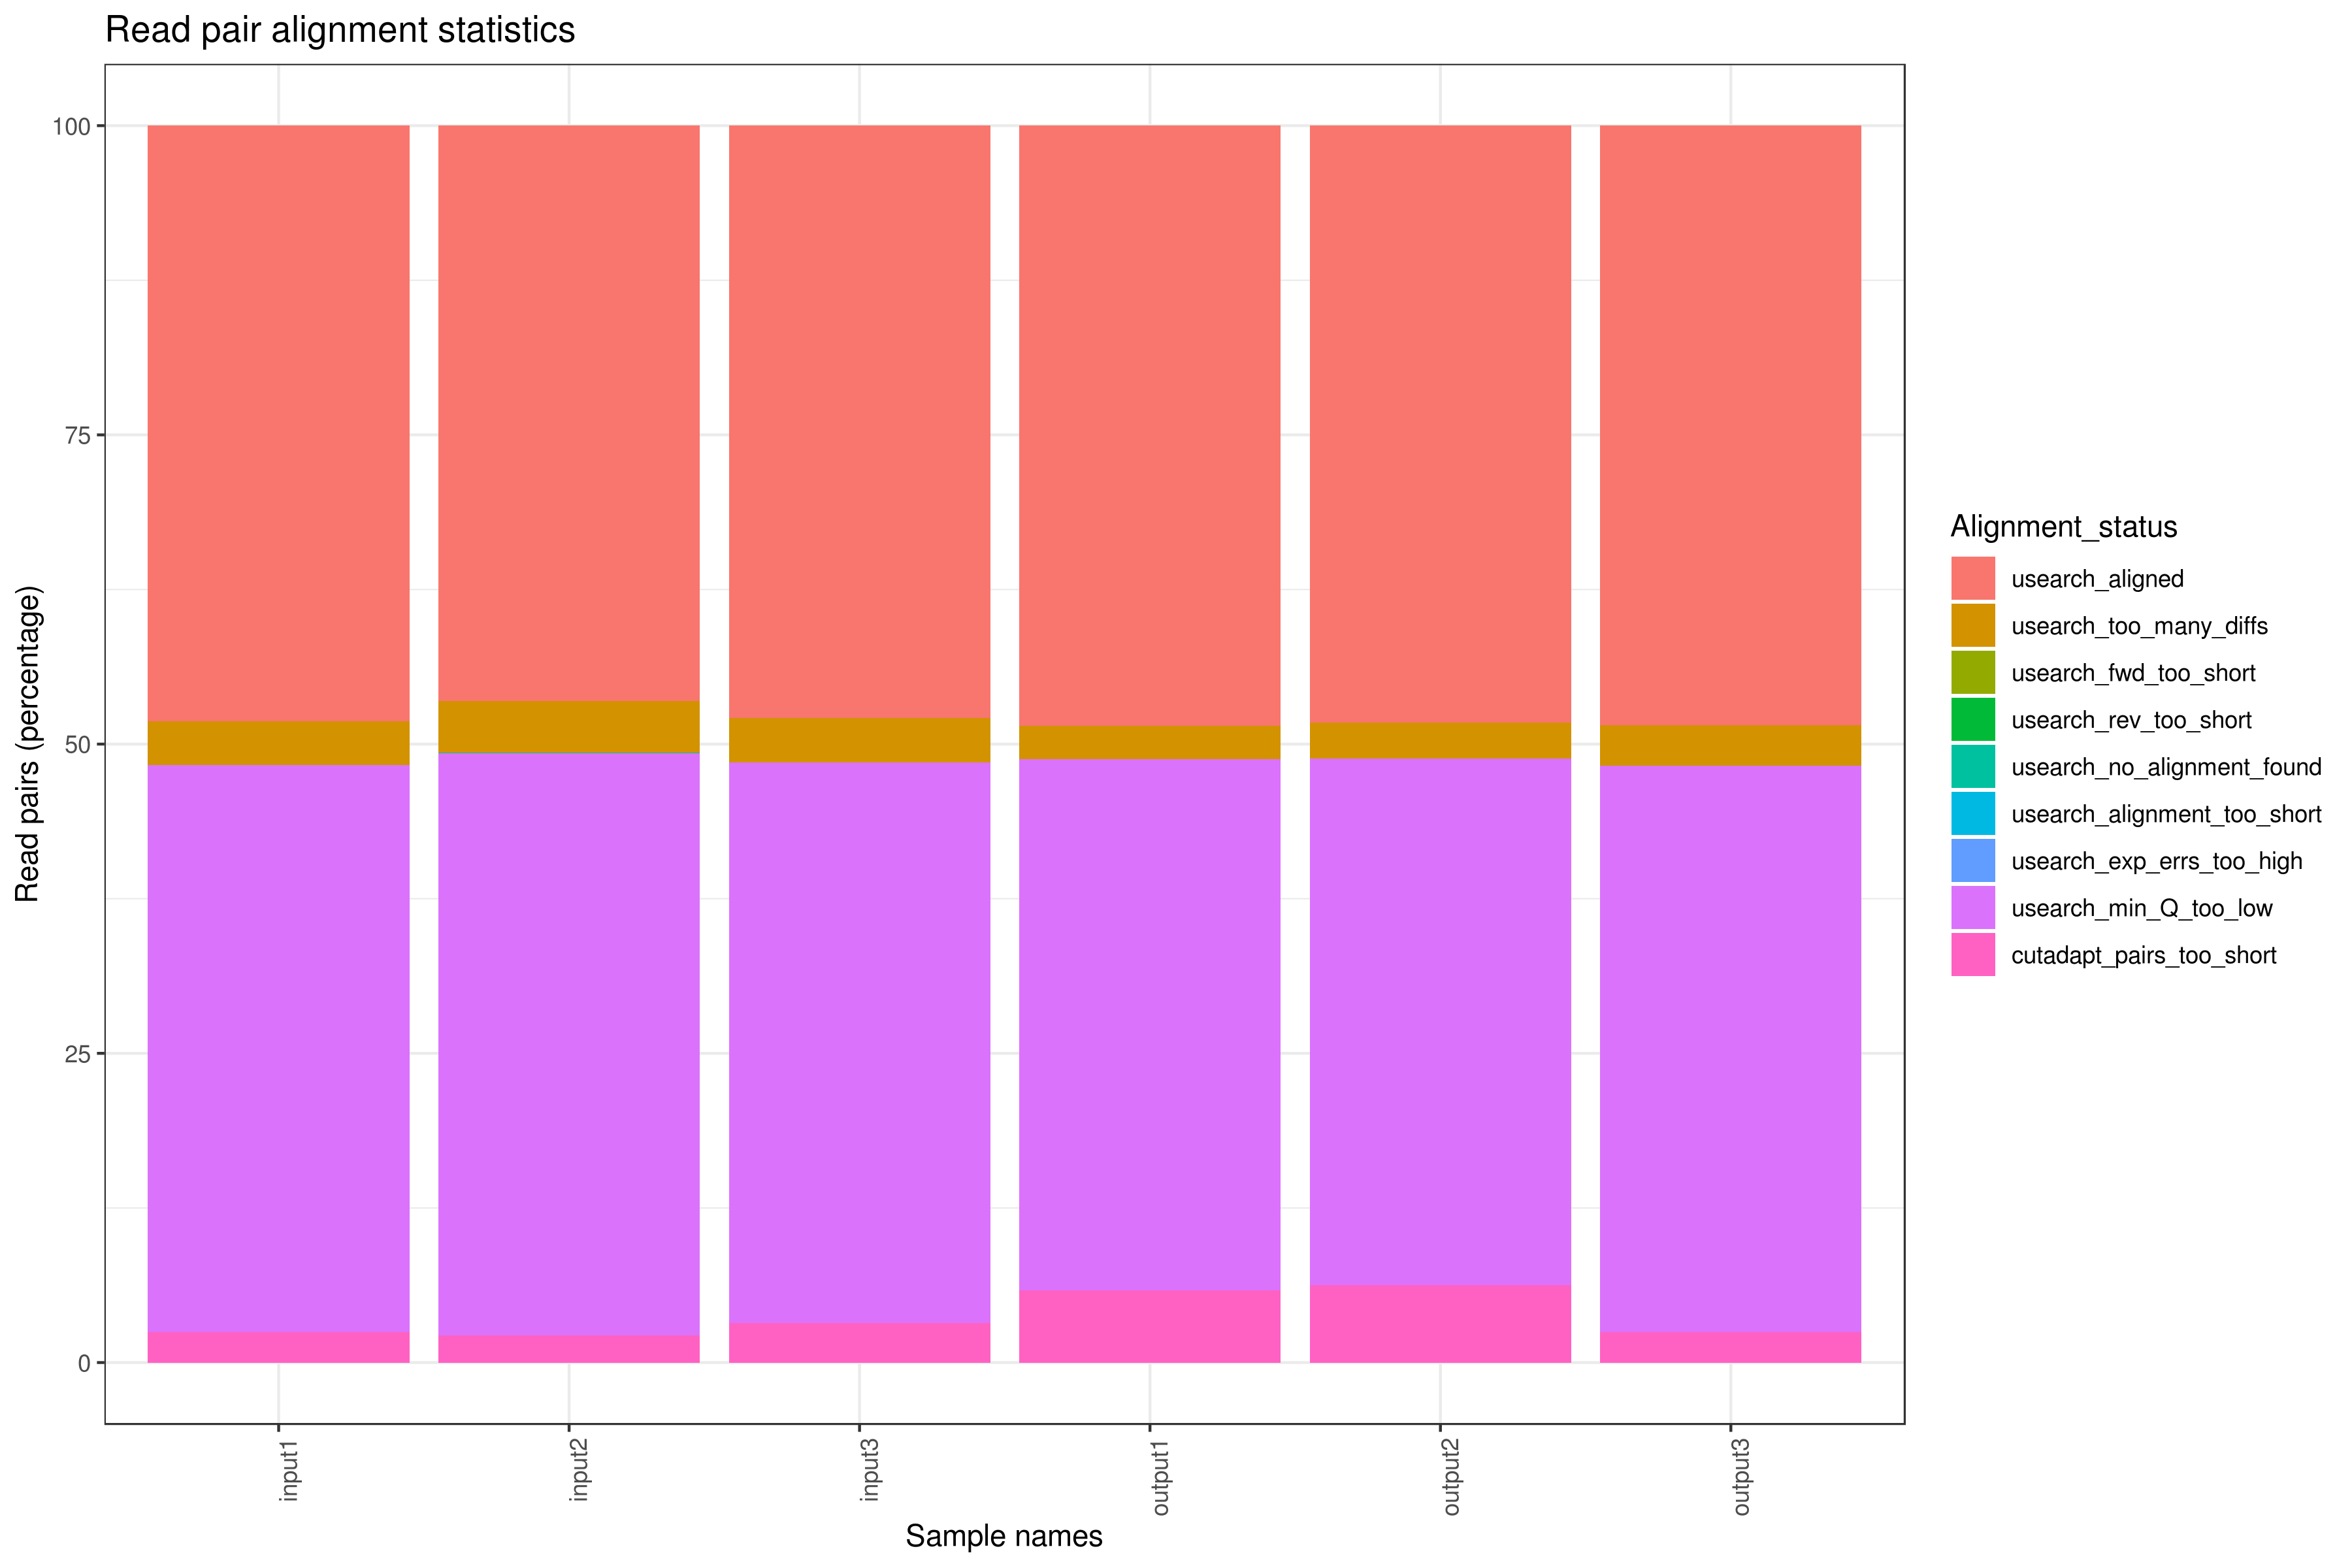 Read pair alignment statistics
Read pairs (percentage)
100
75
50
25
0
input1
input2
input3
output1
output2
output3
Sample names
Alignment_status
usearch_aligned
usearch_too_many_diffs
usearch_fwd_too_short
usearch_rev_too_short
usearch_no_alignment_found
usearch_alignment_too_short
usearch_exp_errs_too_high
usearch_min_Q_too_low
cutadapt_pairs_too_short